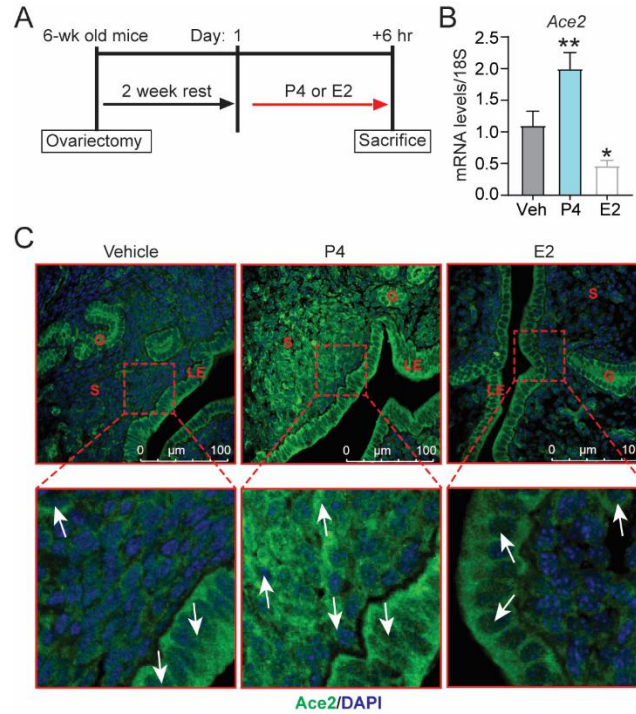 A
6-wk old mice Day: 1 +6 hr
2 week rest P4 or E2
Ovariectomy Sacrifice
B
Ace2
mRNA levels/18S
2.5
2.0
1.5
1.0
0.5
0.0
**
*
Veh P4 E2
C
Vehicle P4 E2
G S LE
0 µm 100
G S LE
0 µm 100
S LE G
0 µm 10
Ace2/DAPI